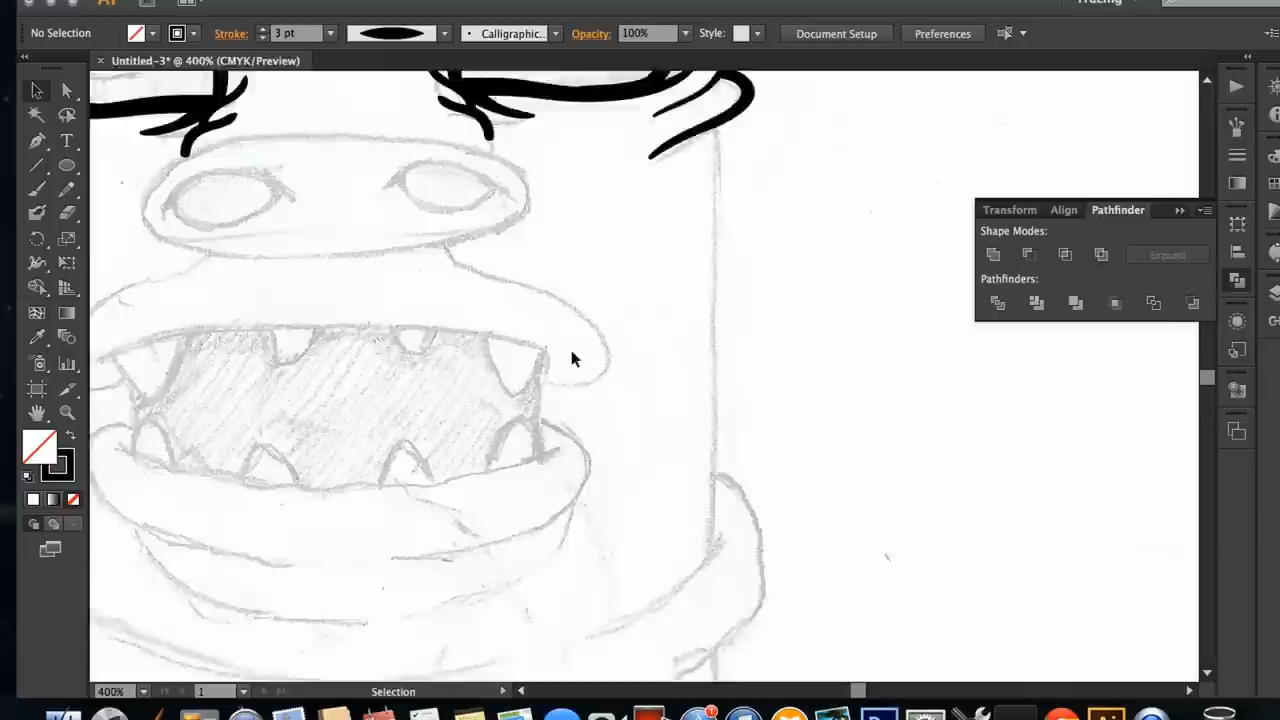 Tracing
No Selection
Stroke:
3 pt
Calligraphic..
Opacity:
100%
Style:
Document Setup
Preferences
× Untitled-3* @ 400% (CMYK/Preview)
Transform
Align
Pathfinder
Shape Modes:
Expand
Pathfinders:
400%
1
Selection